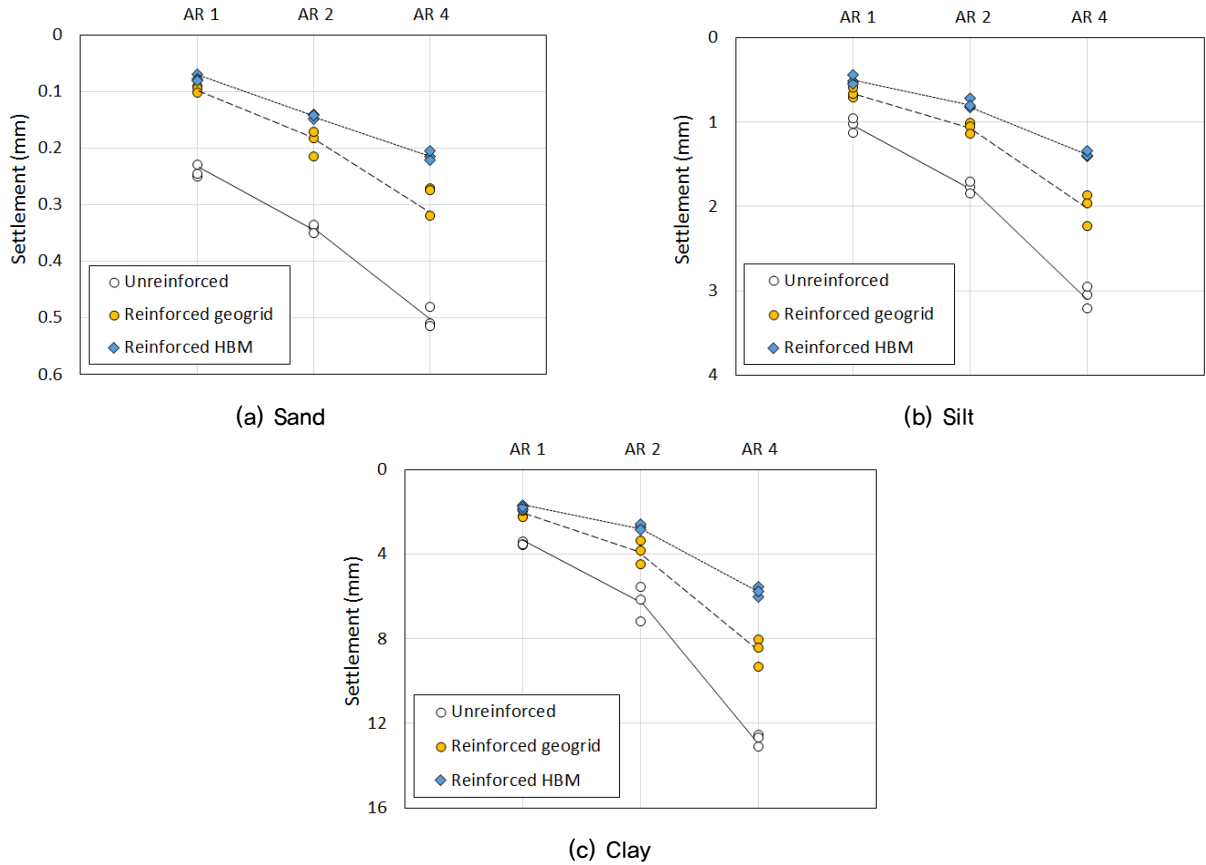 AR 1 AR 2 AR 4
0
0.1
0.2
0.3
0.4
0.5
0.6
Settlement (mm)
Unreinforced
Reinforced geogrid
Reinforced HBM
(a) Sand
AR 1 AR 2 AR 4
0
1
2
3
4
Settlement (mm)
Unreinforced
Reinforced geogrid
Reinforced HBM
(b) Silt
AR 1 AR 2 AR 4
0
4
8
12
16
Settlement (mm)
Unreinforced
Reinforced geogrid
Reinforced HBM
(c) Clay